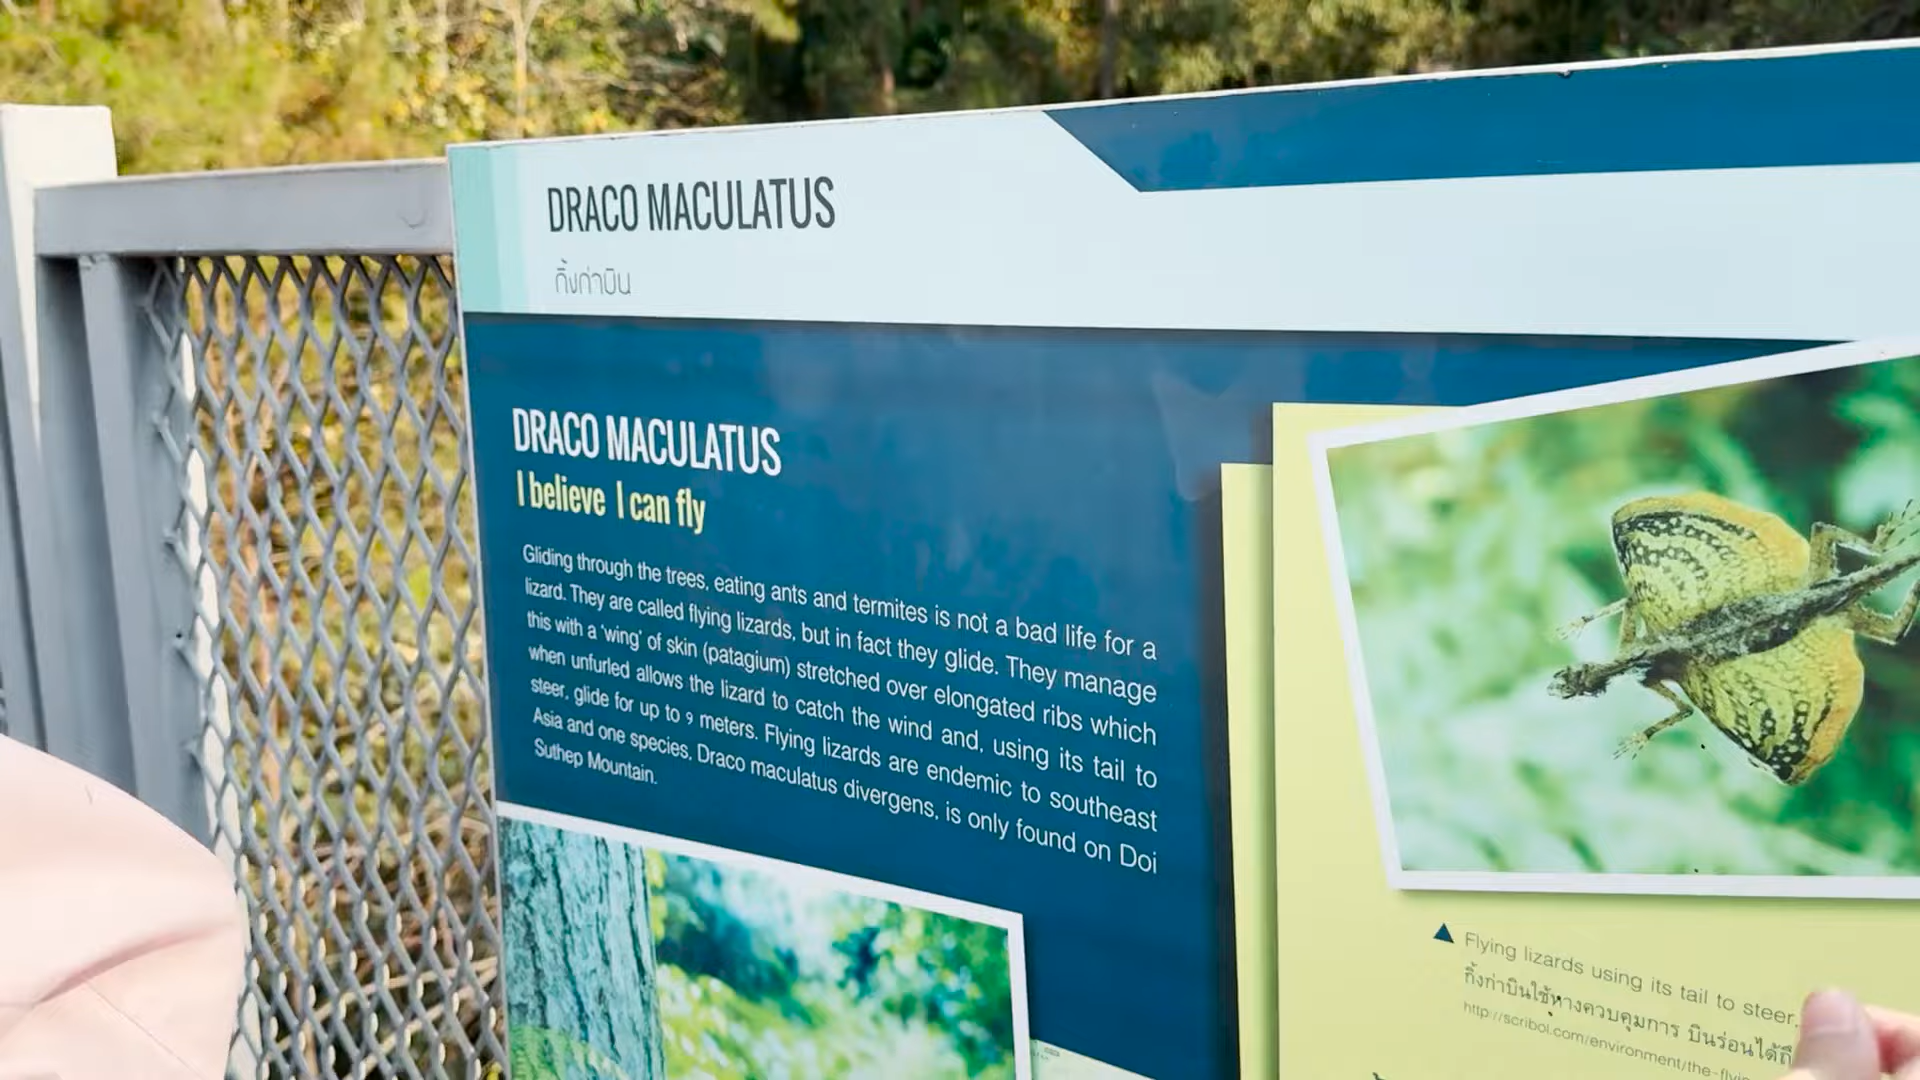 DRACO MACULATUS
กิ้งก่าบิน
DRACO MACULATUS
I believe I can fly
Gliding through the trees, eating ants and termites is not a bad life for a
lizard. They are called flying lizards, but in fact they glide. They manage
this with a 'wing' of skin (patagium) stretched over elongated ribs which
when unfurled allows the lizard to catch the wind and, using its tail to
steer, glide for up to 9 meters. Flying lizards are endemic to southeast
Asia and one species, Draco maculatus divergens, is only found on Doi
Suthep Mountain.
▲ Flying lizards using its tail to steer.
กิ้งก่าบินใช้หางควบคุมการ บินร่อนได้ถึ
http://scribol.com/environment/the-flyin